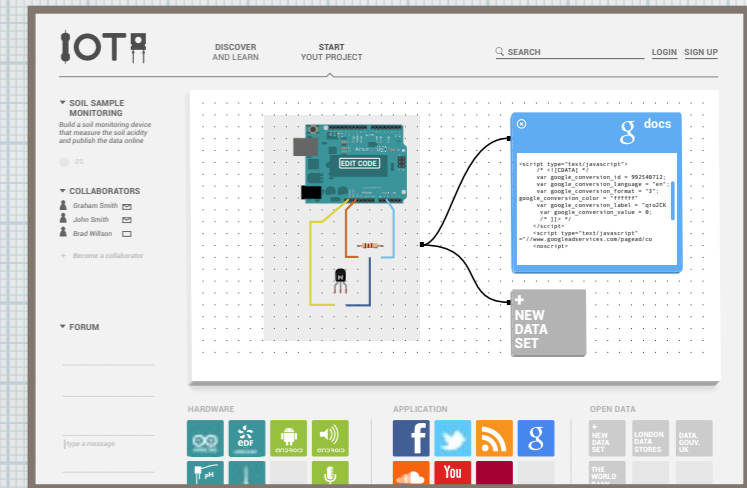 IOT
DISCOVER
AND LEARN
START
YOUT PROJECT
SEARCH
LOGIN SIGN UP
SOIL SAMPLE
MONITORING
Build a soil monitoring device
that measure the soil acidity
and publish the data online
COLLABORATORS
Graham Smith
John Smith
Brad Willson
+ Become a collaborator
FORUM
type a message
EDIT CODE
g docs
<script type="text/javascript">
/* <![CDATA] */
var google_conversion_id = 992548712;
var google_conversion_language = "en";
var google_conversion_format = "3";
google_conversion_color = "ffffff"
var google_conversion_label = "qio2CK
var google_conversion_value = 0;
/* ]]> */
</script>
<script type="text/javascript"
="//www.googleadservices.com/pagead/co
<noscript>
+
NEW
DATA
SET
HARDWARE
APPLICATION
OPEN DATA
eDF
ANDROID
ANDROID
f
g
+
NEW
DATA
SET
LONDON
DATA
STORES
DATA.
GOUV.
UK
PH
You
THE
WORLD